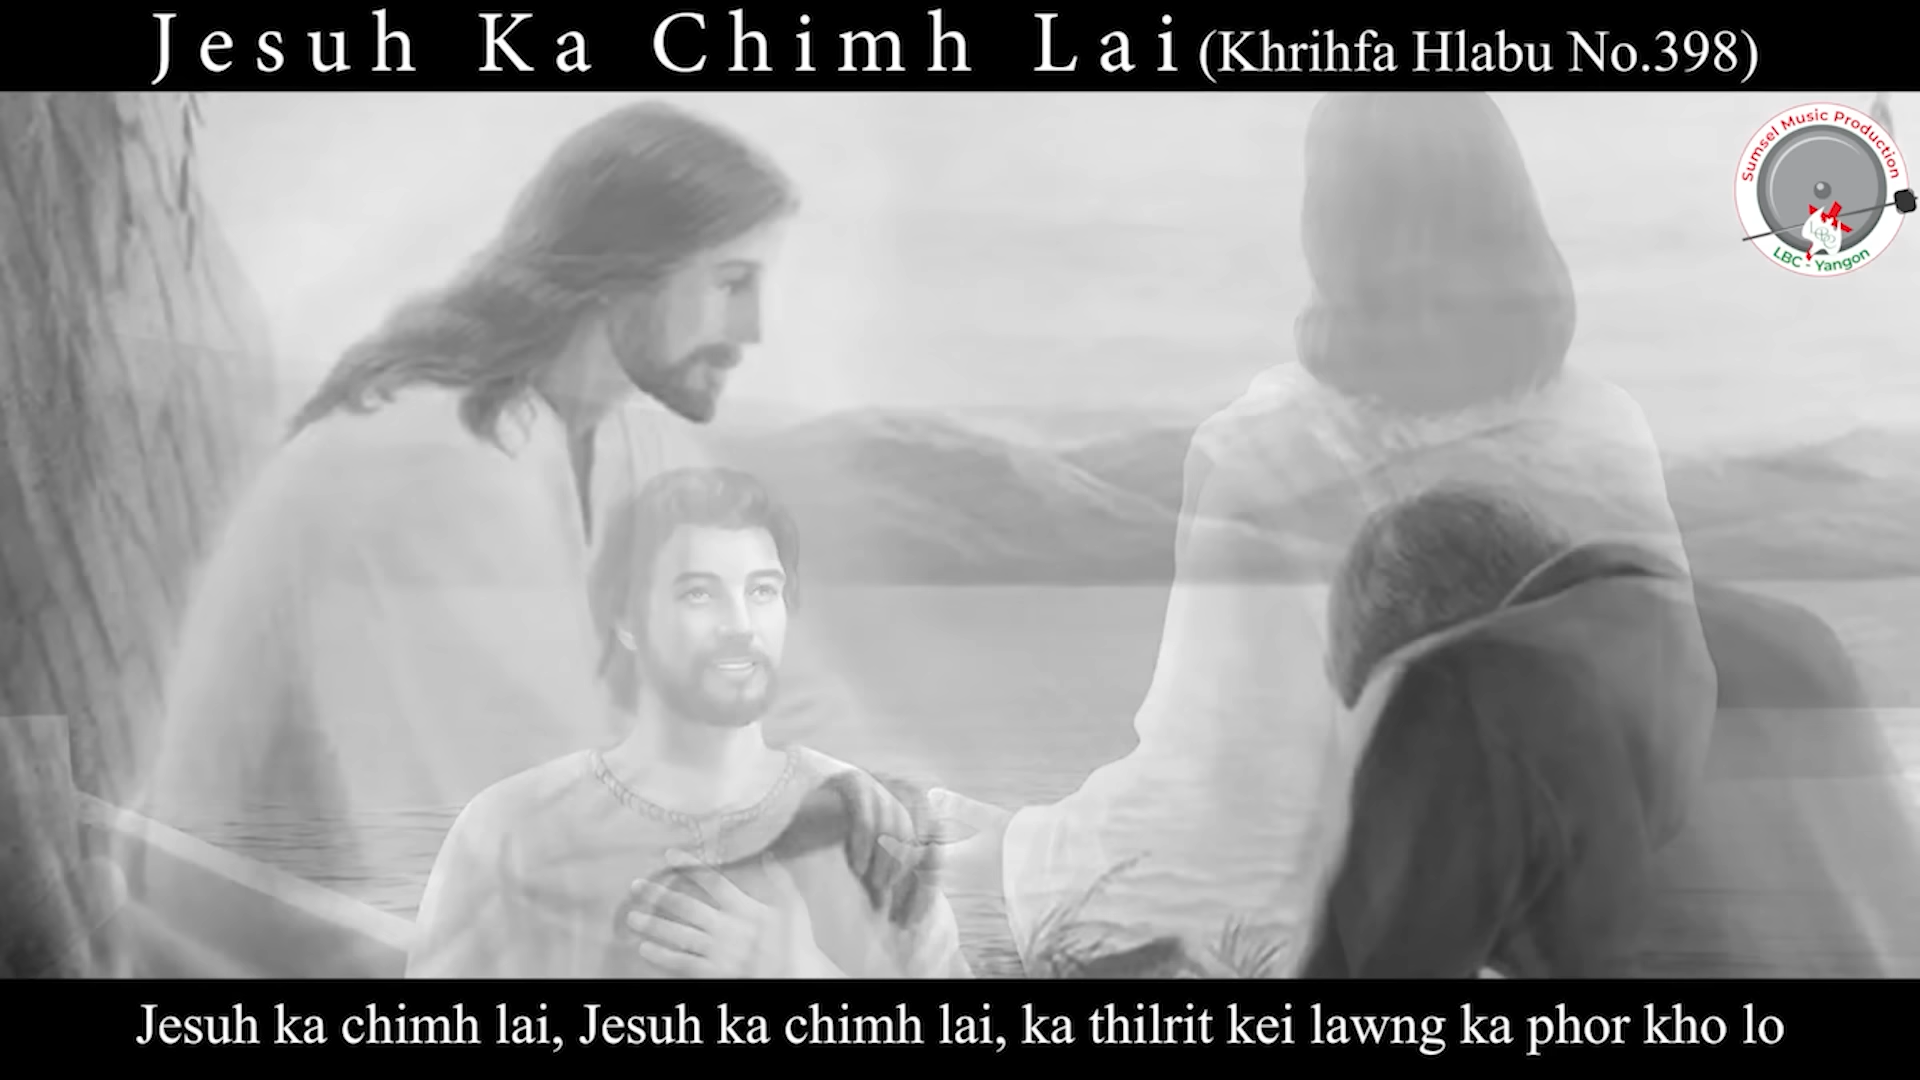 Jesuh Ka Chimh Lai (Khrihfa Hlabu No.398)
Sumsel Music Production
LBC - Yangon
Jesuh ka chimh lai, Jesuh ka chimh lai, ka thilrit kei lawng ka phor kho lo